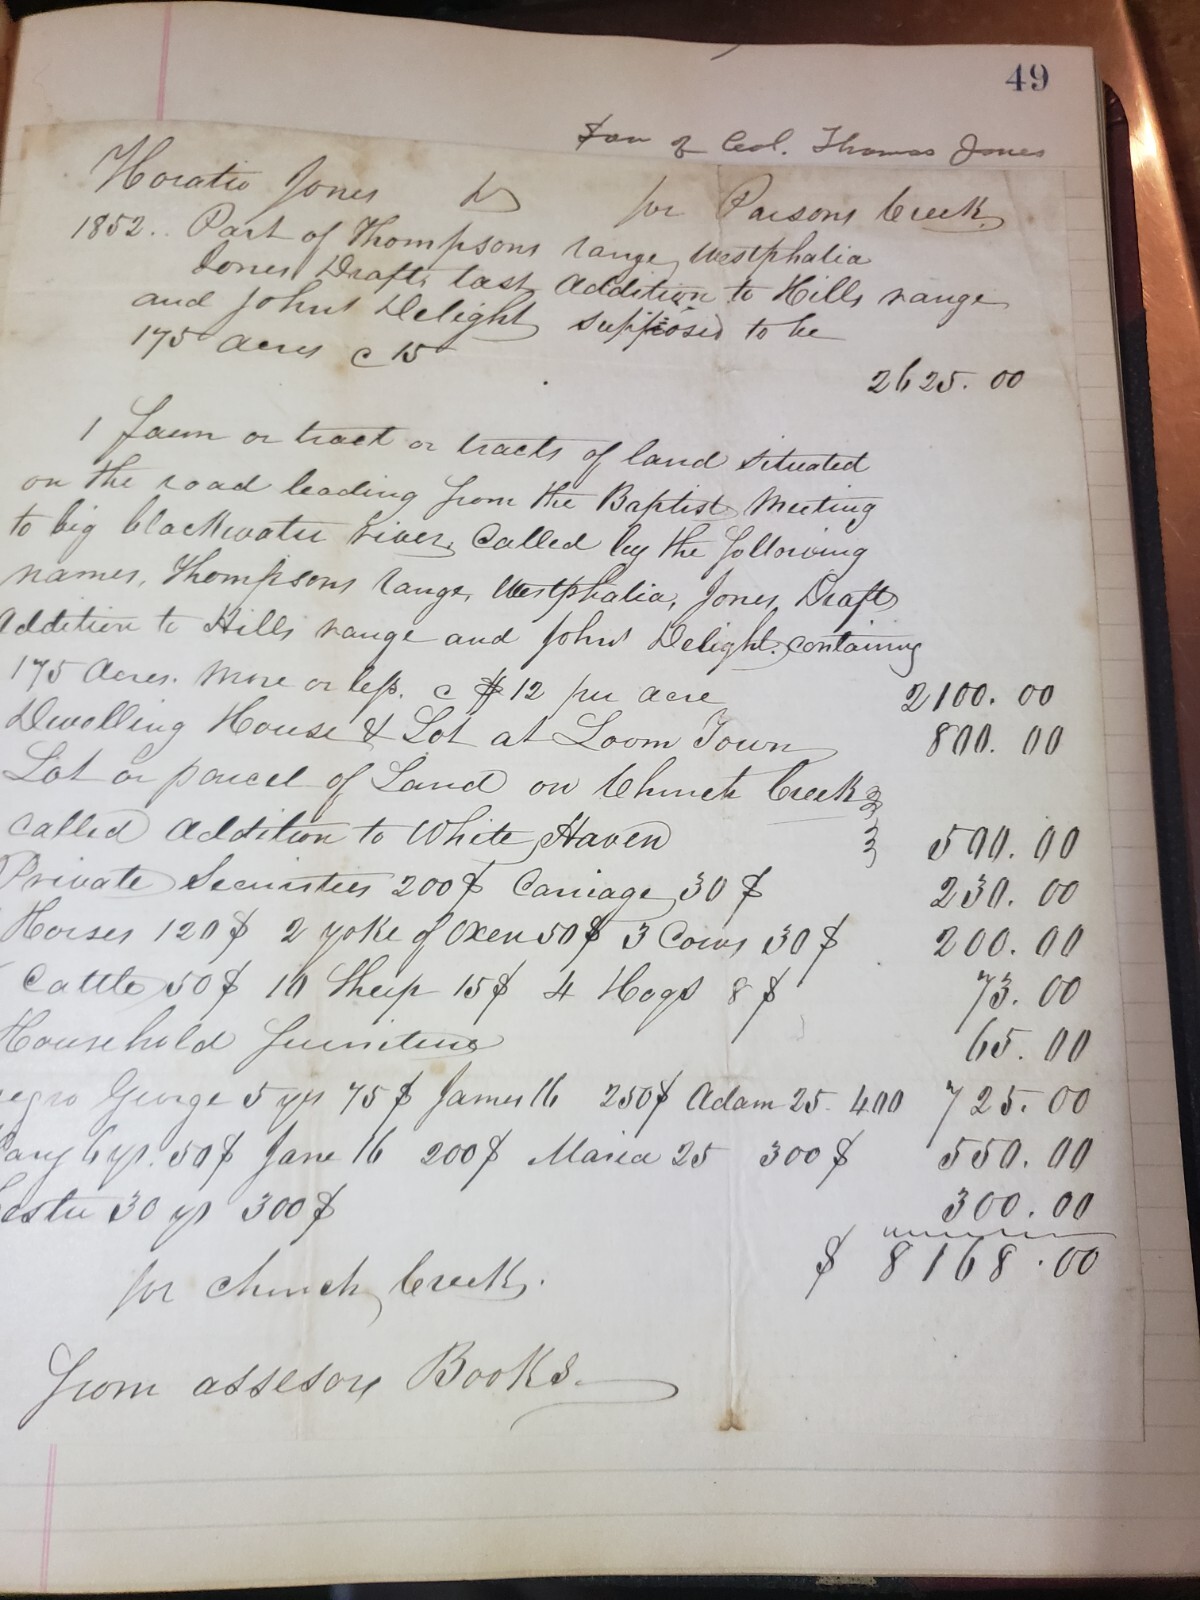 49
Son of Col. Thomas Jones
Horatio Jones Dr for Parsons Creek
1852.. Part of Thompsons range, Westphalia
Jones Draft, last Addition to Hills range
and Johns Delight supposed to be
175 acres c 15
2625.00
1 farm or tract or tracts of land situated
on the road leading from the Baptist Meeting
to big blackwater river, Called by the following
names, Thompsons range, Westphalia, Jones Draft
Addition to Hills range and Johns Delight. containing
175 Acres. more or less. c $12 per acre 2100.00
Dwelling House & Lot at Loom Town 800.00
Lot or parcel of Land on Church Creek
called Addition to White Haven 500.00
Private Securities 200$ Carriage 30$ 230.00
Horses 120$ 2 yoke of Oxen 50$ 3 Cows 30$ 200.00
Cattle 50$ 10 Sheep 15$ 4 Hogs 8$ 73.00
Household furniture 65.00
egro George 5 yrs 75$ James 16 250$ Adam 25. 400 725.00
ary 6 yr. 50$ Jane 16 200$ Maria 25 300$ 550.00
30 yr 300$ 300.00
$ 8168.00
for Church Creek.
from assesors Books.